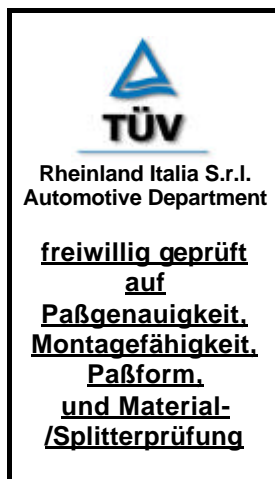 TÜV
Rheinland Italia S.r.l.
Automotive Department
freiwillig geprüft
auf
Paßgenauigkeit,
Montagefähigkeit,
Paßform,
und Material-
/Splitterprüfung